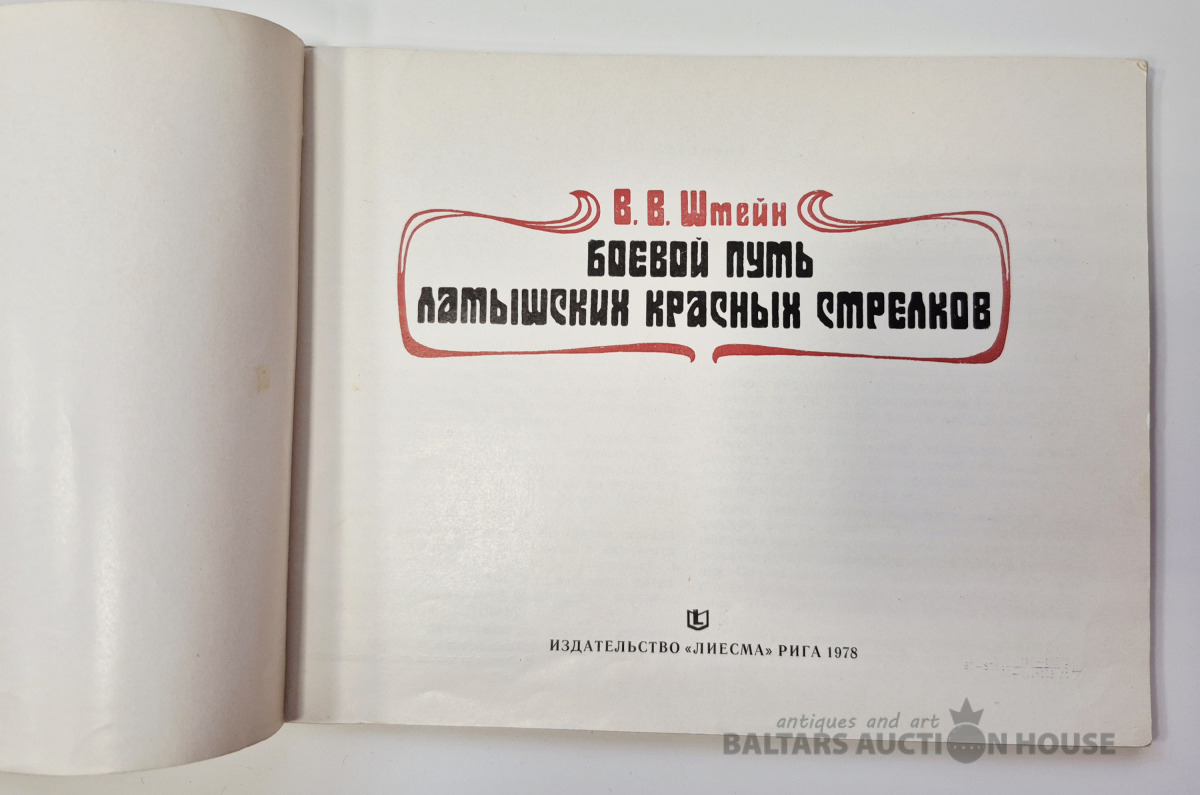 В. В. Штейн
БОЕВОЙ ПУТЬ
ЛАТЫШСКИХ КРАСНЫХ СТРЕЛКОВ
ИЗДАТЕЛЬСТВО «ЛИЕСМА» РИГА 1978
antiques and art
BALTARS AUCTION HOUSE